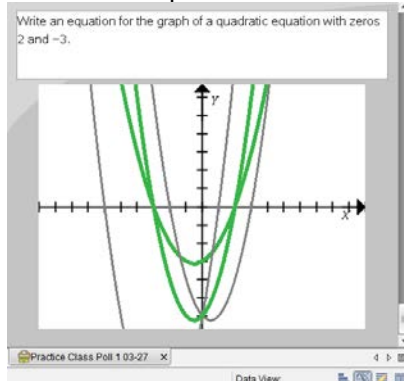 Write an equation for the graph of a quadratic equation with zeros
2 and −3.
Y
X
Practice Class Poll 1 03-27 x
Data View: